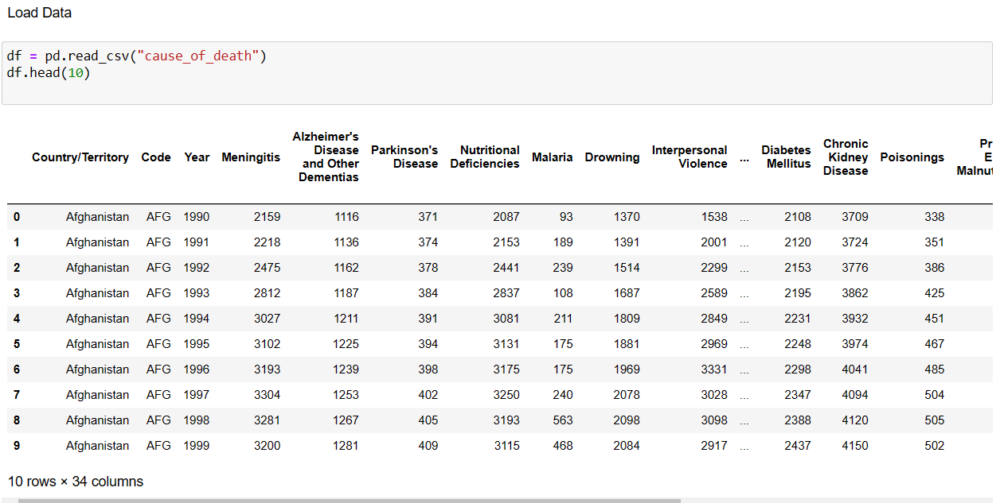 Load Data
df = pd.read_csv("cause_of_death")
df.head(10)
Country/Territory Code Year Meningitis Alzheimer's Disease and Other Dementias Parkinson's Disease Nutritional Deficiencies Malaria Drowning Interpersonal Violence ... Diabetes Mellitus Chronic Kidney Disease Poisonings Pr E Malnut
0 Afghanistan AFG 1990 2159 1116 371 2087 93 1370 1538 ... 2108 3709 338
1 Afghanistan AFG 1991 2218 1136 374 2153 189 1391 2001 ... 2120 3724 351
2 Afghanistan AFG 1992 2475 1162 378 2441 239 1514 2299 ... 2153 3776 386
3 Afghanistan AFG 1993 2812 1187 384 2837 108 1687 2589 ... 2195 3862 425
4 Afghanistan AFG 1994 3027 1211 391 3081 211 1809 2849 ... 2231 3932 451
5 Afghanistan AFG 1995 3102 1225 394 3131 175 1881 2969 ... 2248 3974 467
6 Afghanistan AFG 1996 3193 1239 398 3175 175 1969 3331 ... 2298 4041 485
7 Afghanistan AFG 1997 3304 1253 402 3250 240 2078 3028 ... 2347 4094 504
8 Afghanistan AFG 1998 3281 1267 405 3193 563 2098 3098 ... 2388 4120 505
9 Afghanistan AFG 1999 3200 1281 409 3115 468 2084 2917 ... 2437 4150 502
10 rows × 34 columns